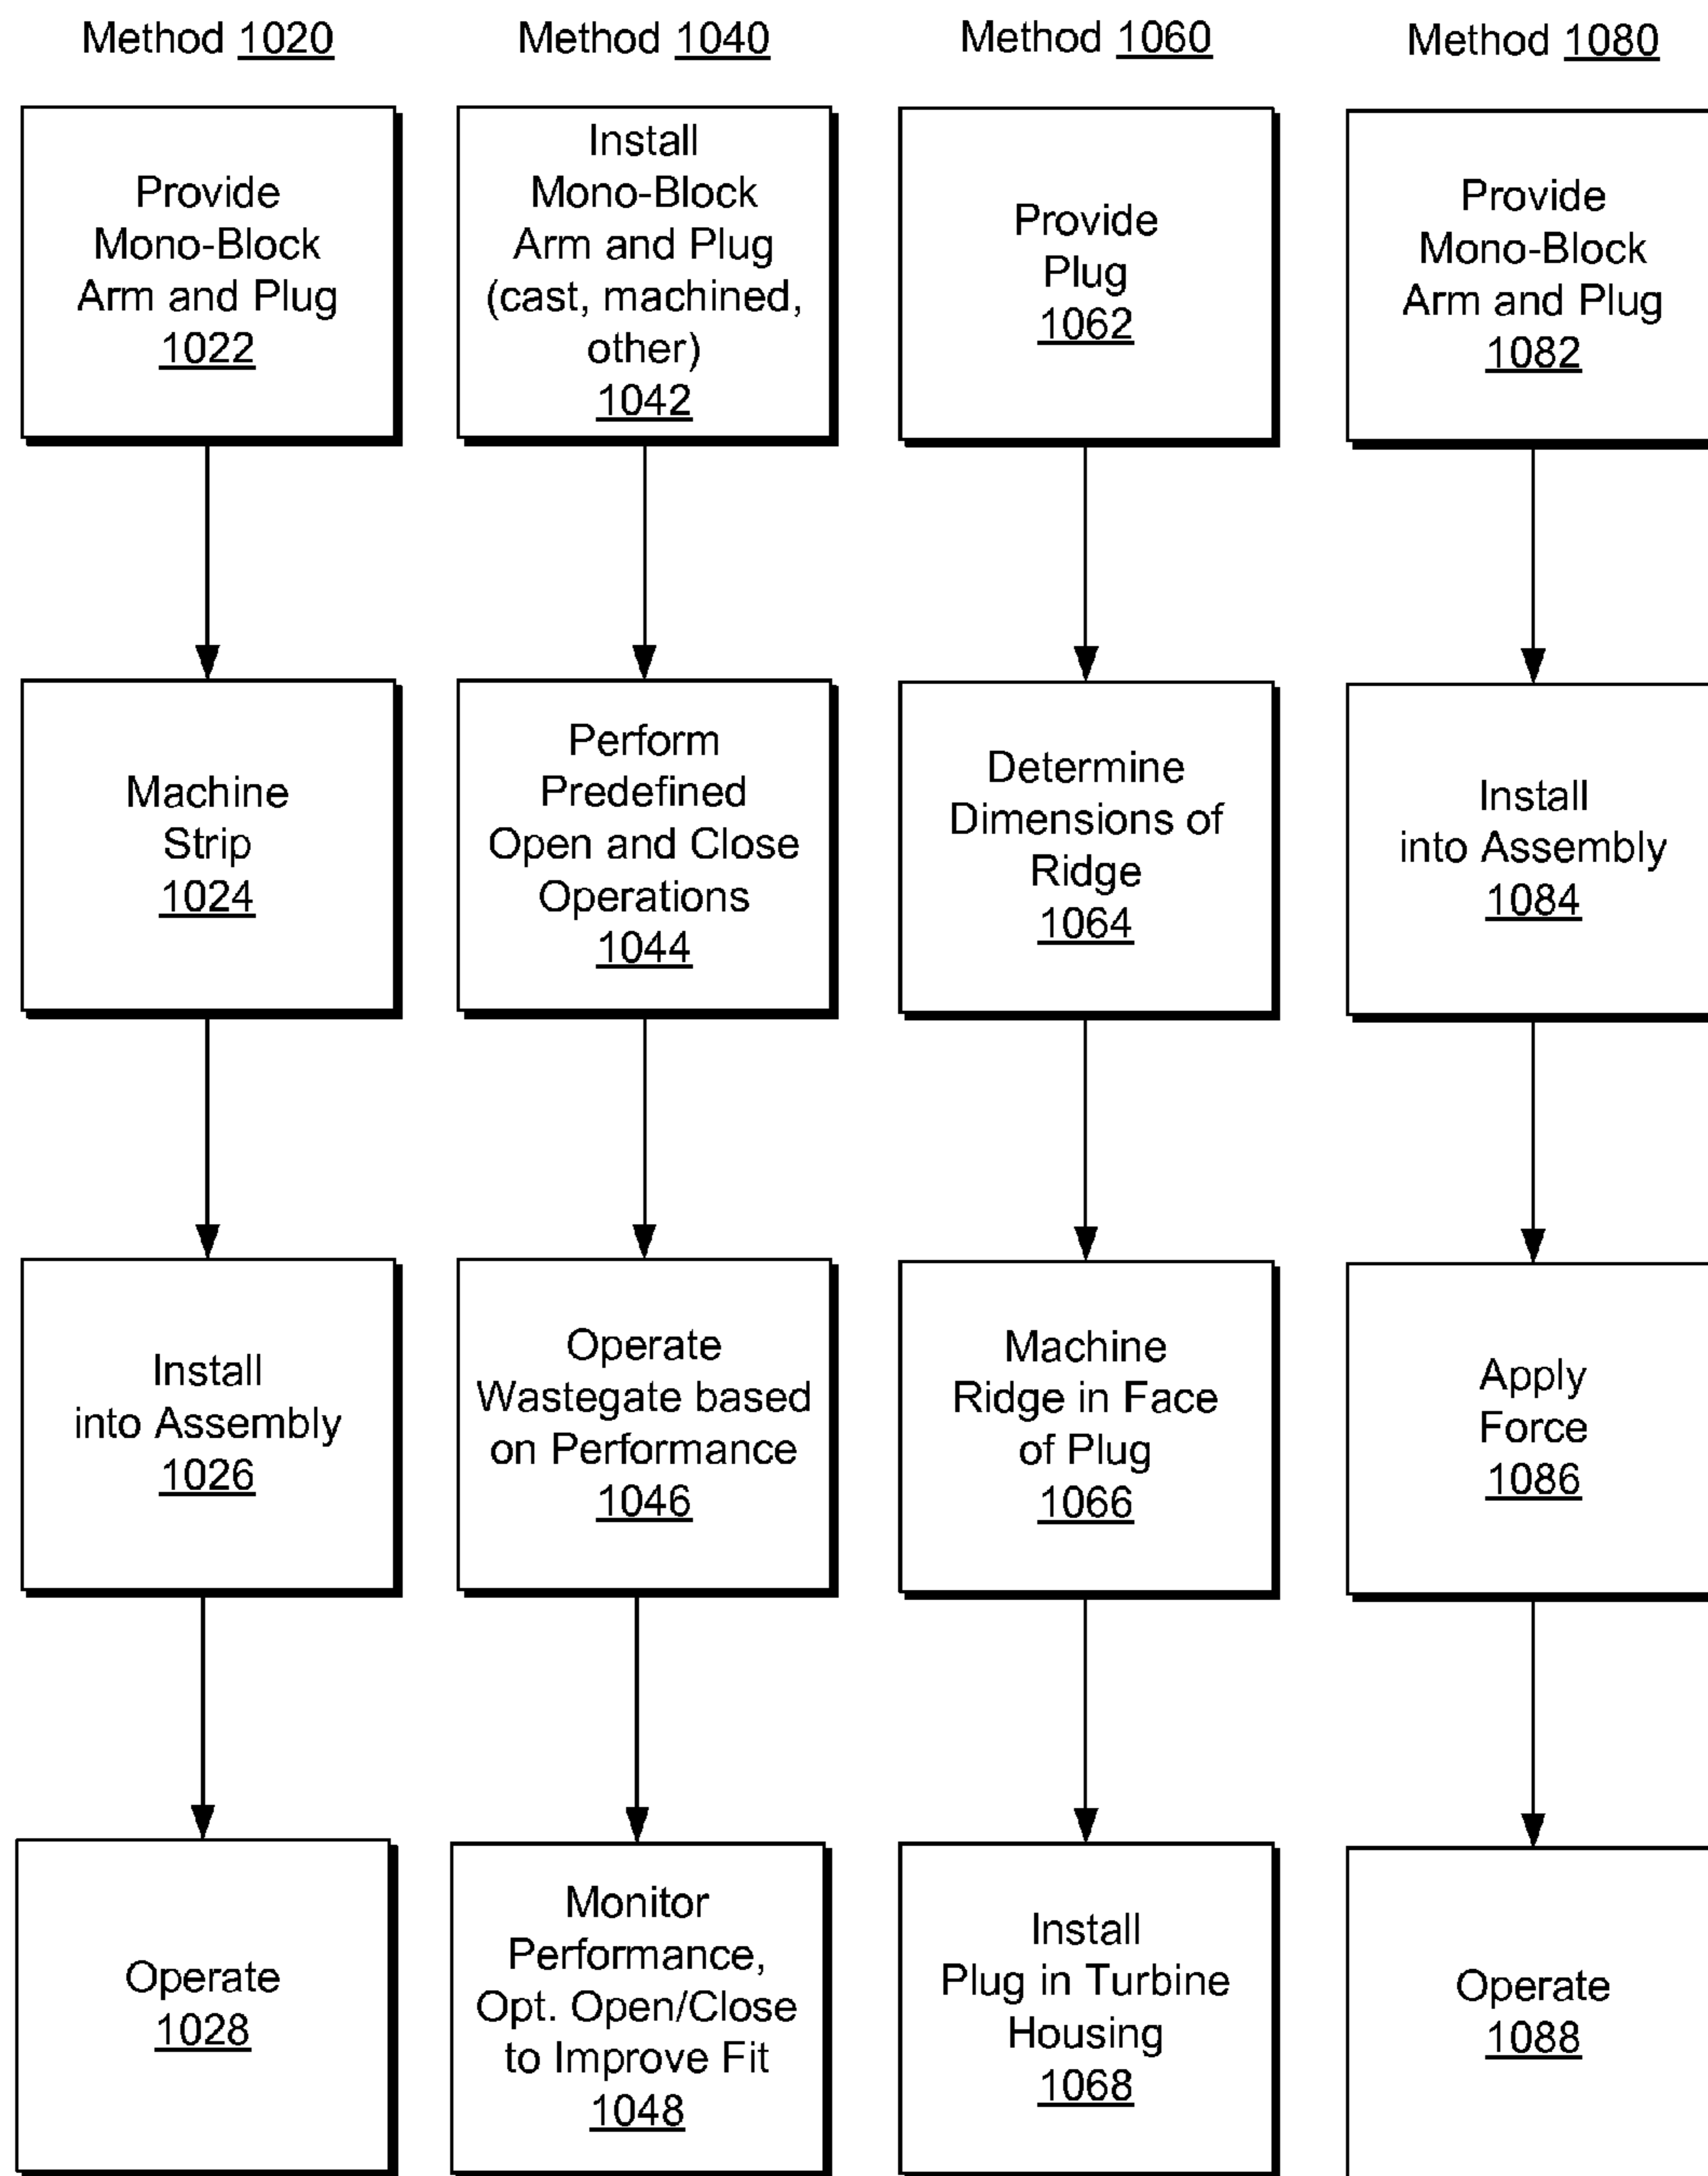 Method 1020
Provide
Mono-Block
Arm and Plug
1022
Machine
Strip
1024
Install
into Assembly
1026
Operate
1028
Method 1040
Install
Mono-Block
Arm and Plug
(cast, machined,
other)
1042
Perform
Predefined
Open and Close
Operations
1044
Operate
Wastegate based
on Performance
1046
Monitor
Performance,
Opt. Open/Close
to Improve Fit
1048
Method 1060
Provide
Plug
1062
Determine
Dimensions of
Ridge
1064
Machine
Ridge in Face
of Plug
1066
Install
Plug in Turbine
Housing
1068
Method 1080
Provide
Mono-Block
Arm and Plug
1082
Install
into Assembly
1084
Apply
Force
1086
Operate
1088